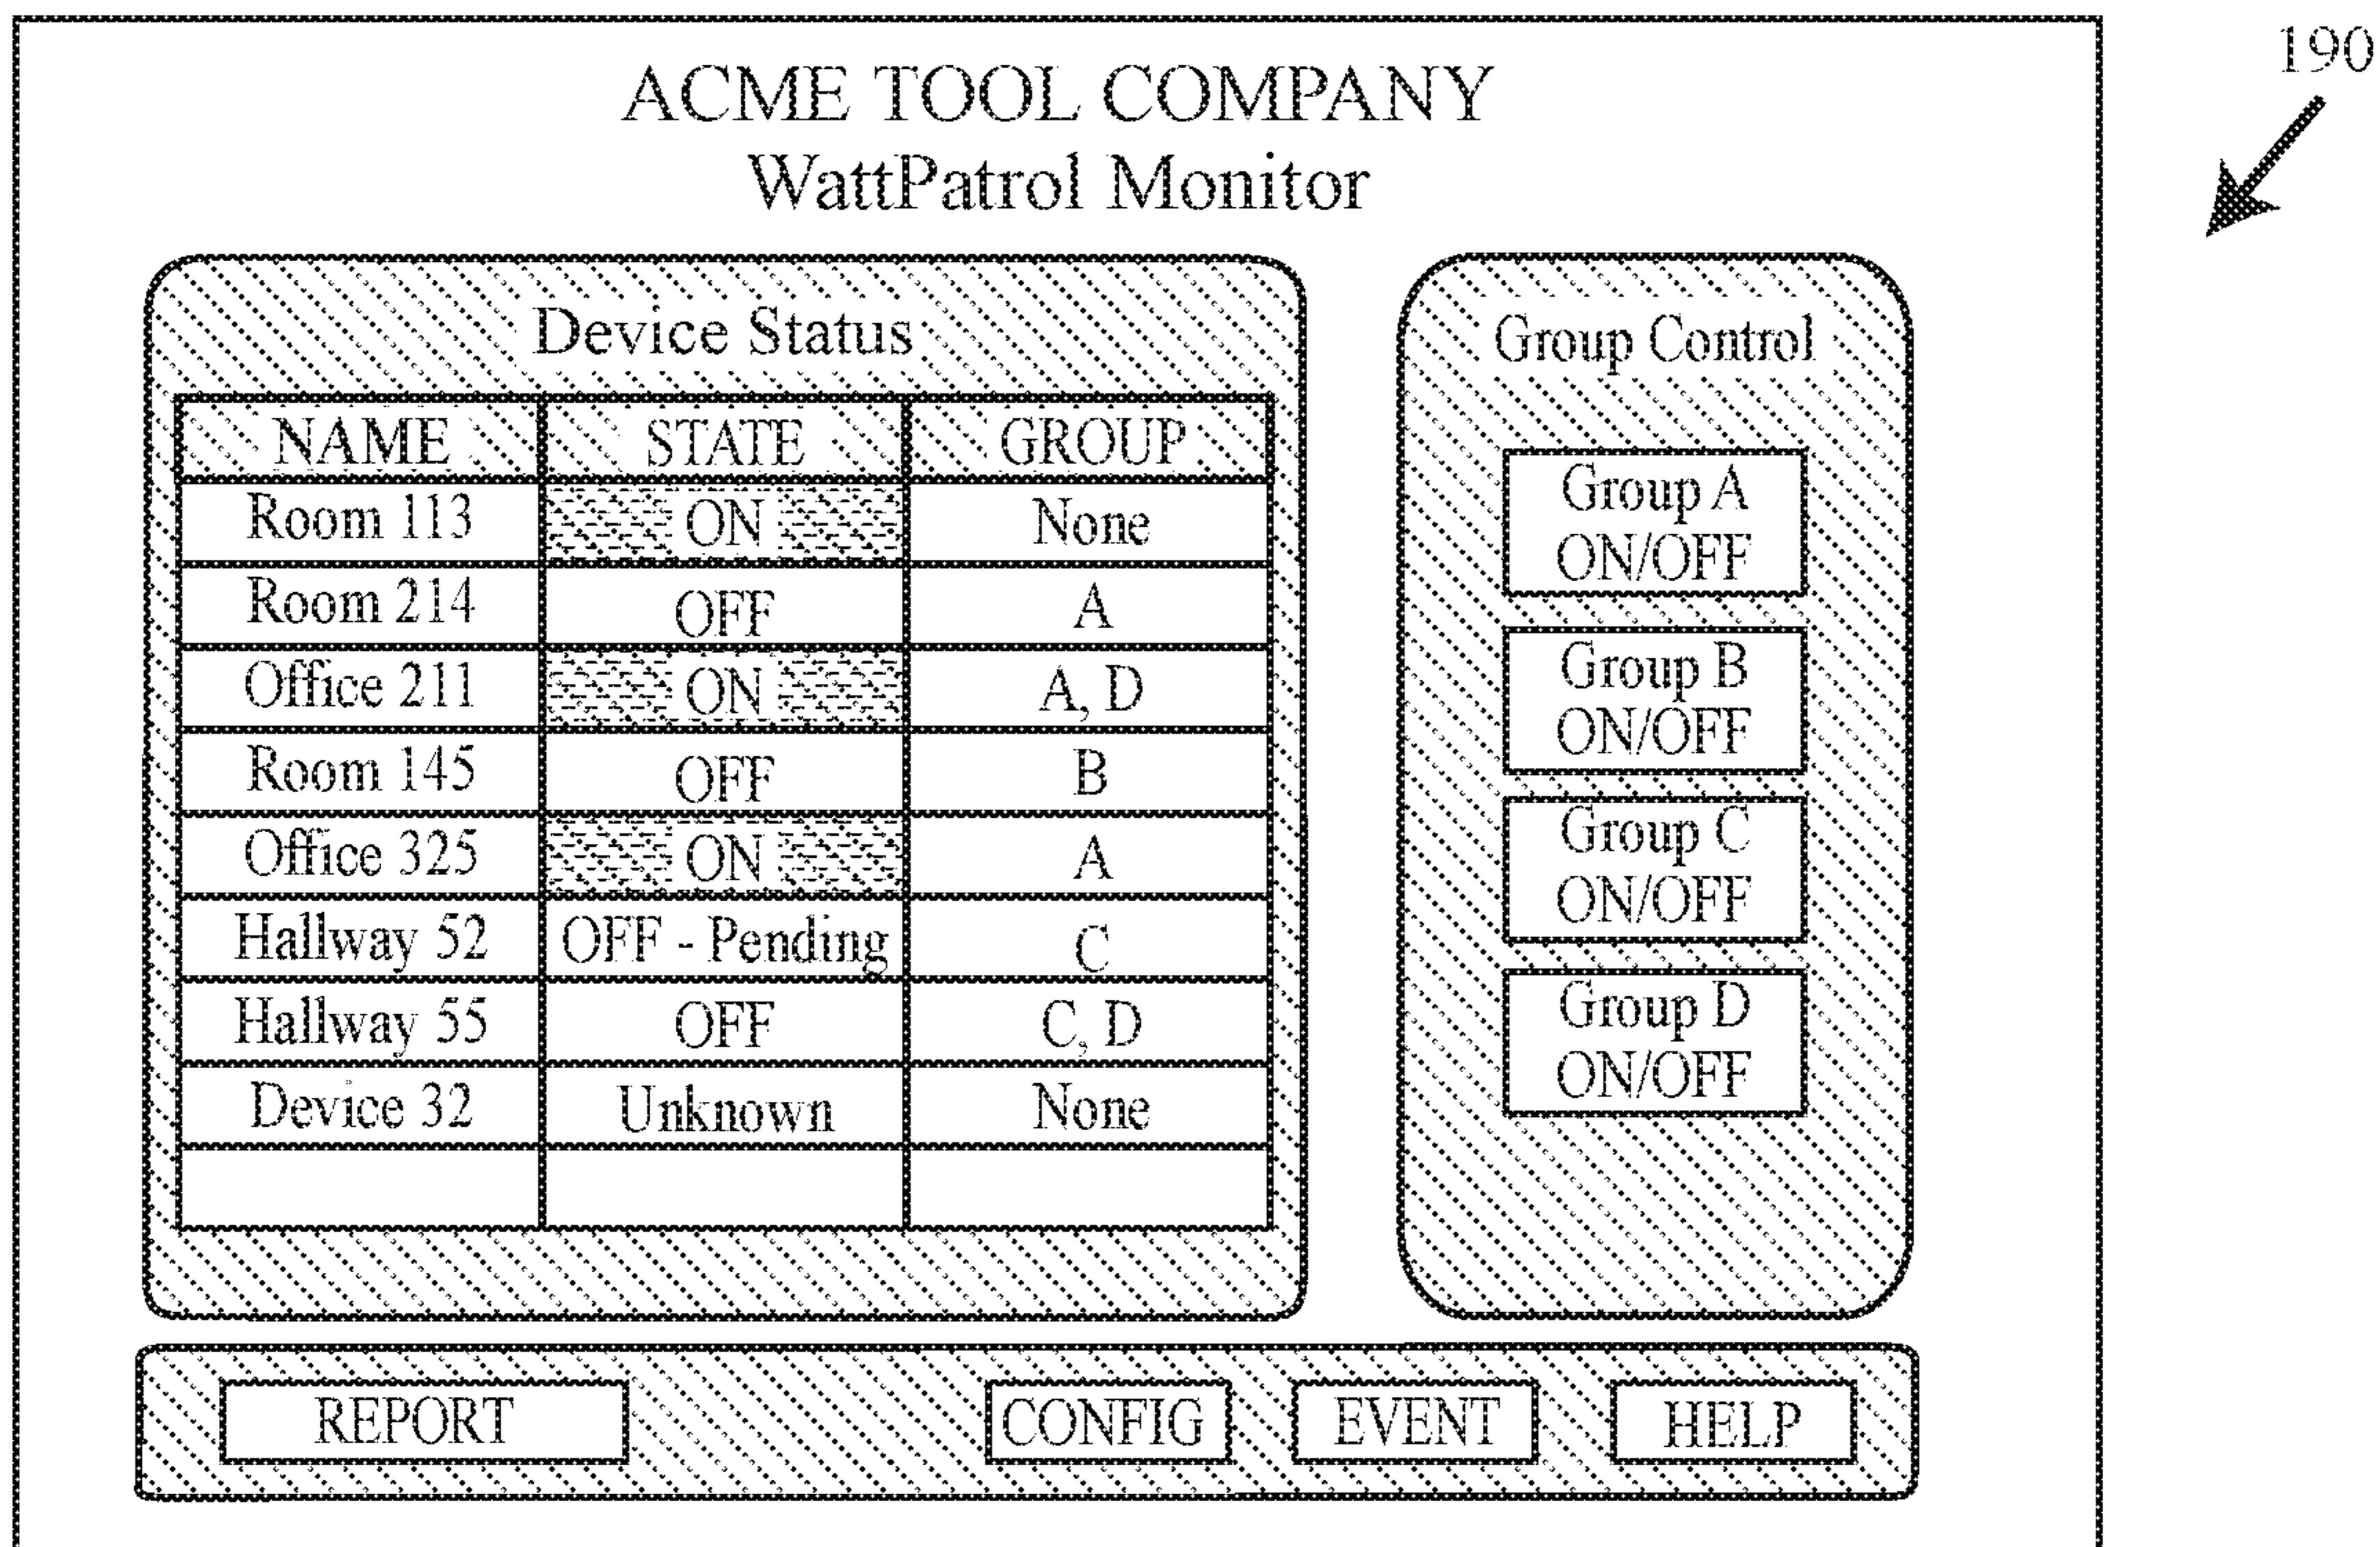 190
ACME TOOL COMPANY
WattPatrol Monitor
Device Status
NAME STATE GROUP
Room 113 ON None
Room 214 OFF A
Office 211 ON A, D
Room 145 OFF B
Office 325 ON A
Hallway 52 OFF - Pending C
Hallway 55 OFF C, D
Device 32 Unknown None
Group Control
Group A
ON/OFF
Group B
ON/OFF
Group C
ON/OFF
Group D
ON/OFF
REPORT CONFIG EVENT HELP